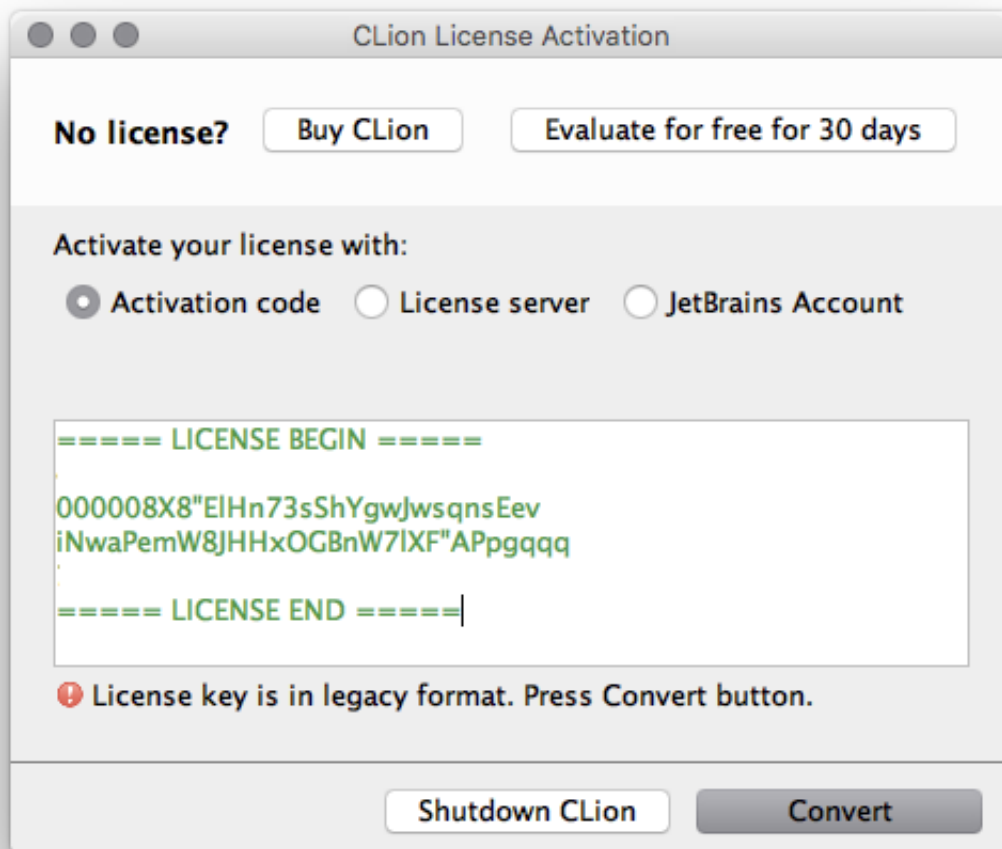 CLion License Activation
No license? Buy CLion Evaluate for free for 30 days
Activate your license with:
Activation code License server JetBrains Account
===== LICENSE BEGIN =====
000008X8"ElHn73sShYgwJwsqnsEev
iNwaPemW8JHHxOGBnW7lXF"APpgqqq
===== LICENSE END =====
License key is in legacy format. Press Convert button.
Shutdown CLion Convert